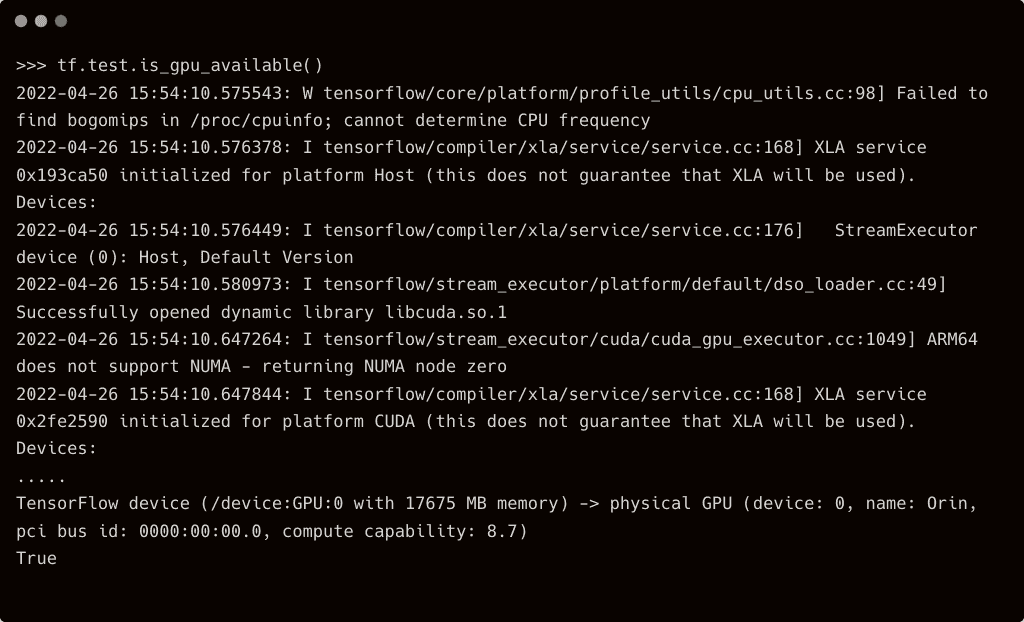 >>> tf.test.is_gpu_available()
2022-04-26 15:54:10.575543: W tensorflow/core/platform/profile_utils/cpu_utils.cc:98] Failed to
find bogomips in /proc/cpuinfo; cannot determine CPU frequency
2022-04-26 15:54:10.576378: I tensorflow/compiler/xla/service/service.cc:168] XLA service
0x193ca50 initialized for platform Host (this does not guarantee that XLA will be used).
Devices:
2022-04-26 15:54:10.576449: I tensorflow/compiler/xla/service/service.cc:176]   StreamExecutor
device (0): Host, Default Version
2022-04-26 15:54:10.580973: I tensorflow/stream_executor/platform/default/dso_loader.cc:49]
Successfully opened dynamic library libcuda.so.1
2022-04-26 15:54:10.647264: I tensorflow/stream_executor/cuda/cuda_gpu_executor.cc:1049] ARM64
does not support NUMA - returning NUMA node zero
2022-04-26 15:54:10.647844: I tensorflow/compiler/xla/service/service.cc:168] XLA service
0x2fe2590 initialized for platform CUDA (this does not guarantee that XLA will be used).
Devices:
.....
TensorFlow device (/device:GPU:0 with 17675 MB memory) -> physical GPU (device: 0, name: Orin,
pci bus id: 0000:00:00.0, compute capability: 8.7)
True